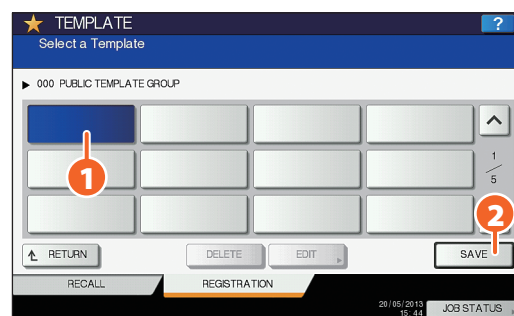 TEMPLATE ?
Select a Template
000 PUBLIC TEMPLATE GROUP
1
1
5
2
RETURN DELETE EDIT SAVE
RECALL REGISTRATION
20/05/2013
15:44 JOB STATUS